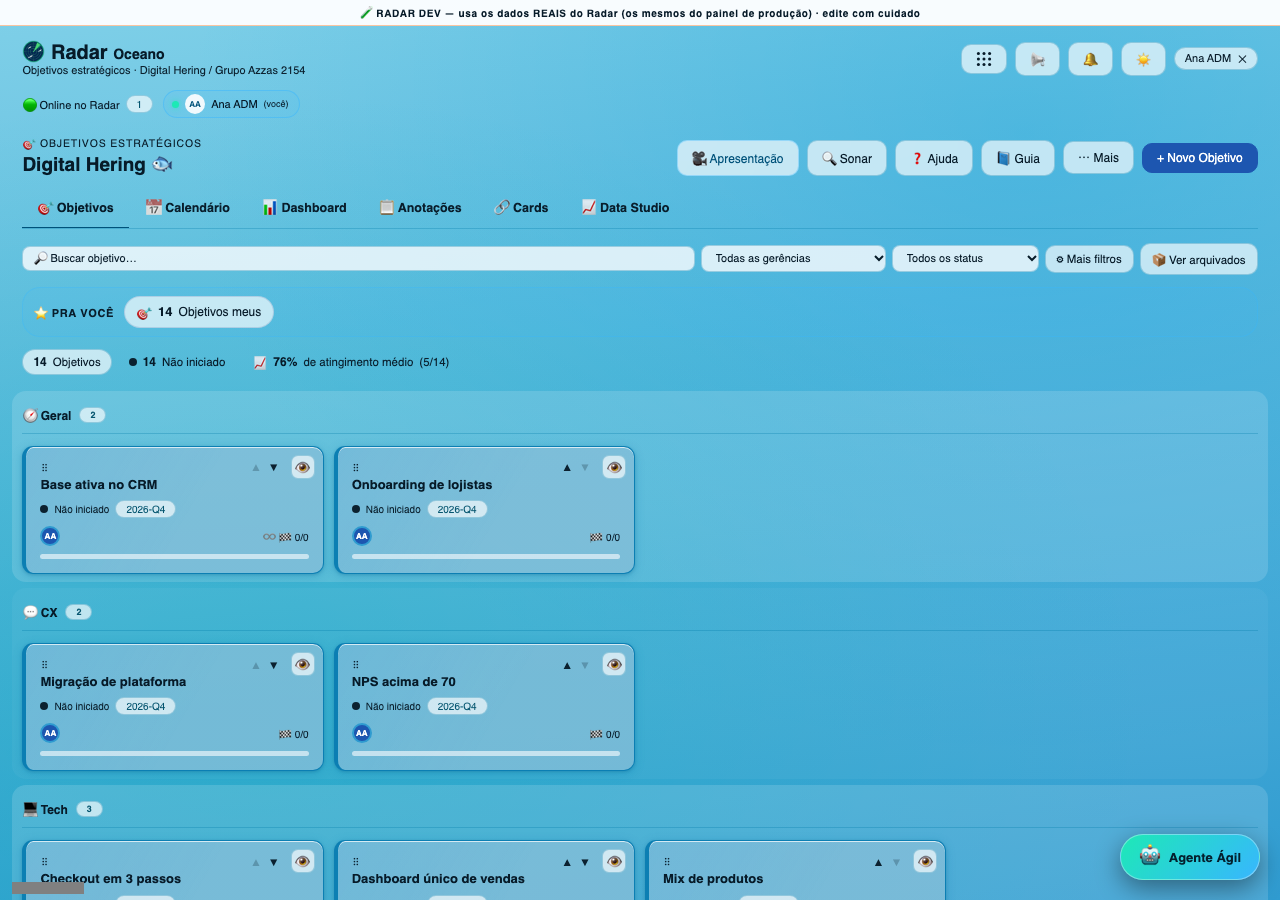 RADAR DEV — usa os dados REAIS do Radar (os mesmos do painel de produção) · edite com cuidado
Radar Oceano
Objetivos estratégicos · Digital Hering / Grupo Azzas 2154
Ana ADM ×
Online no Radar 1 AA Ana ADM (você)
OBJETIVOS ESTRATÉGICOS
Digital Hering
Apresentação Sonar Ajuda Guia ··· Mais + Novo Objetivo
Objetivos Calendário Dashboard Anotações Cards Data Studio
Buscar objetivo… Todas as gerências Todos os status Mais filtros Ver arquivados
PRA VOCÊ 14 Objetivos meus
14 Objetivos 14 Não iniciado 76% de atingimento médio (5/14)
Geral 2
Base ativa no CRM
Não iniciado 2026-Q4
AA 0/0
Onboarding de lojistas
Não iniciado 2026-Q4
AA 0/0
CX 2
Migração de plataforma
Não iniciado 2026-Q4
AA 0/0
NPS acima de 70
Não iniciado 2026-Q4
AA 0/0
Tech 3
Checkout em 3 passos
Dashboard único de vendas
Mix de produtos
Agente Ágil